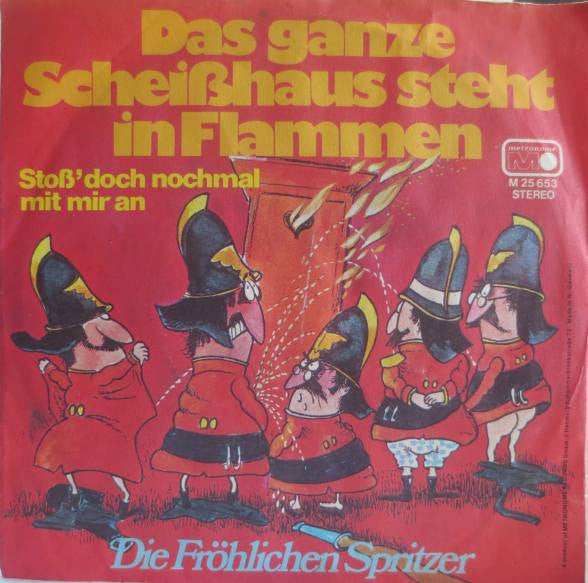 Das ganze
Scheißhaus steht
in Flammen
Stoß' doch nochmal
mit mir an
metronome
M
M 25 653
STEREO
Die Fröhlichen Spritzer